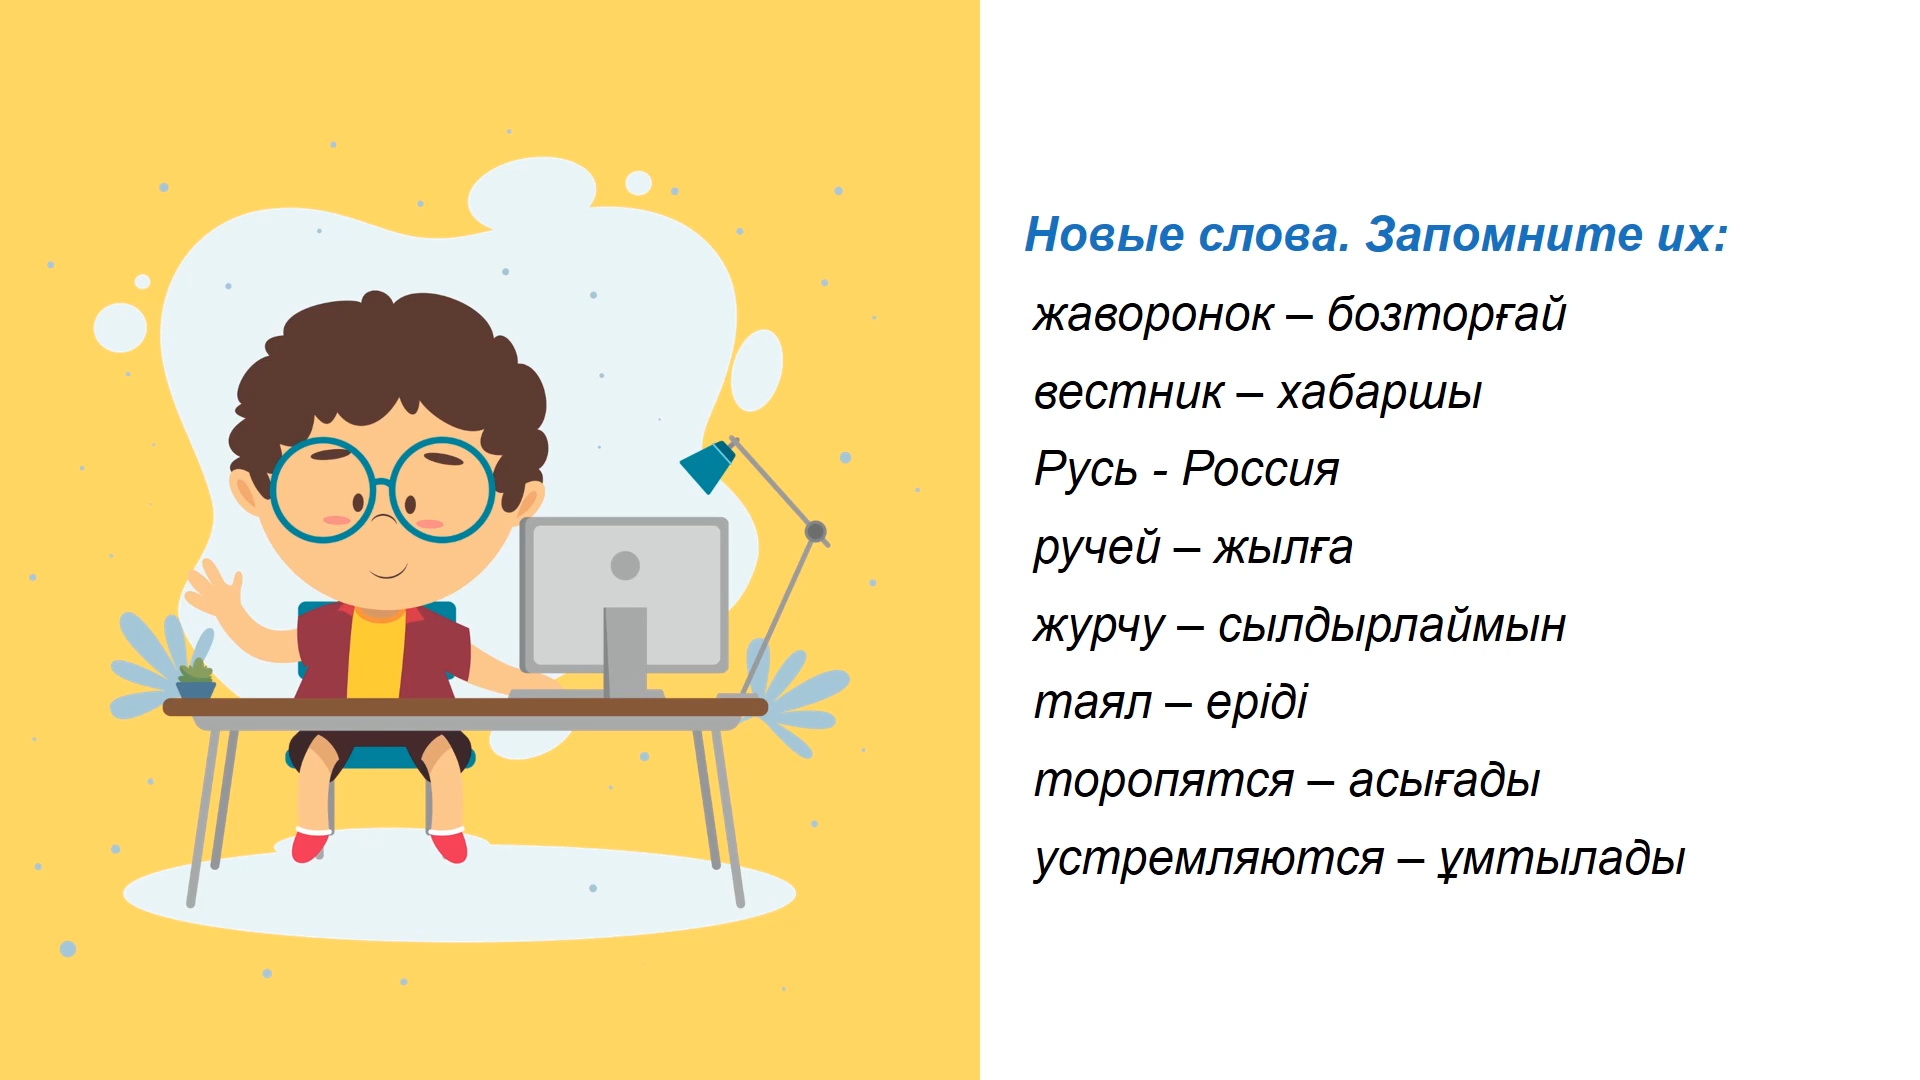 Новые слова. Запомните их:
жаворонок – бозторғай
вестник – хабаршы
Русь - Россия
ручей – жылға
журчу – сылдырлаймын
таял – еріді
торопятся – асығады
устремляются – ұмтылады